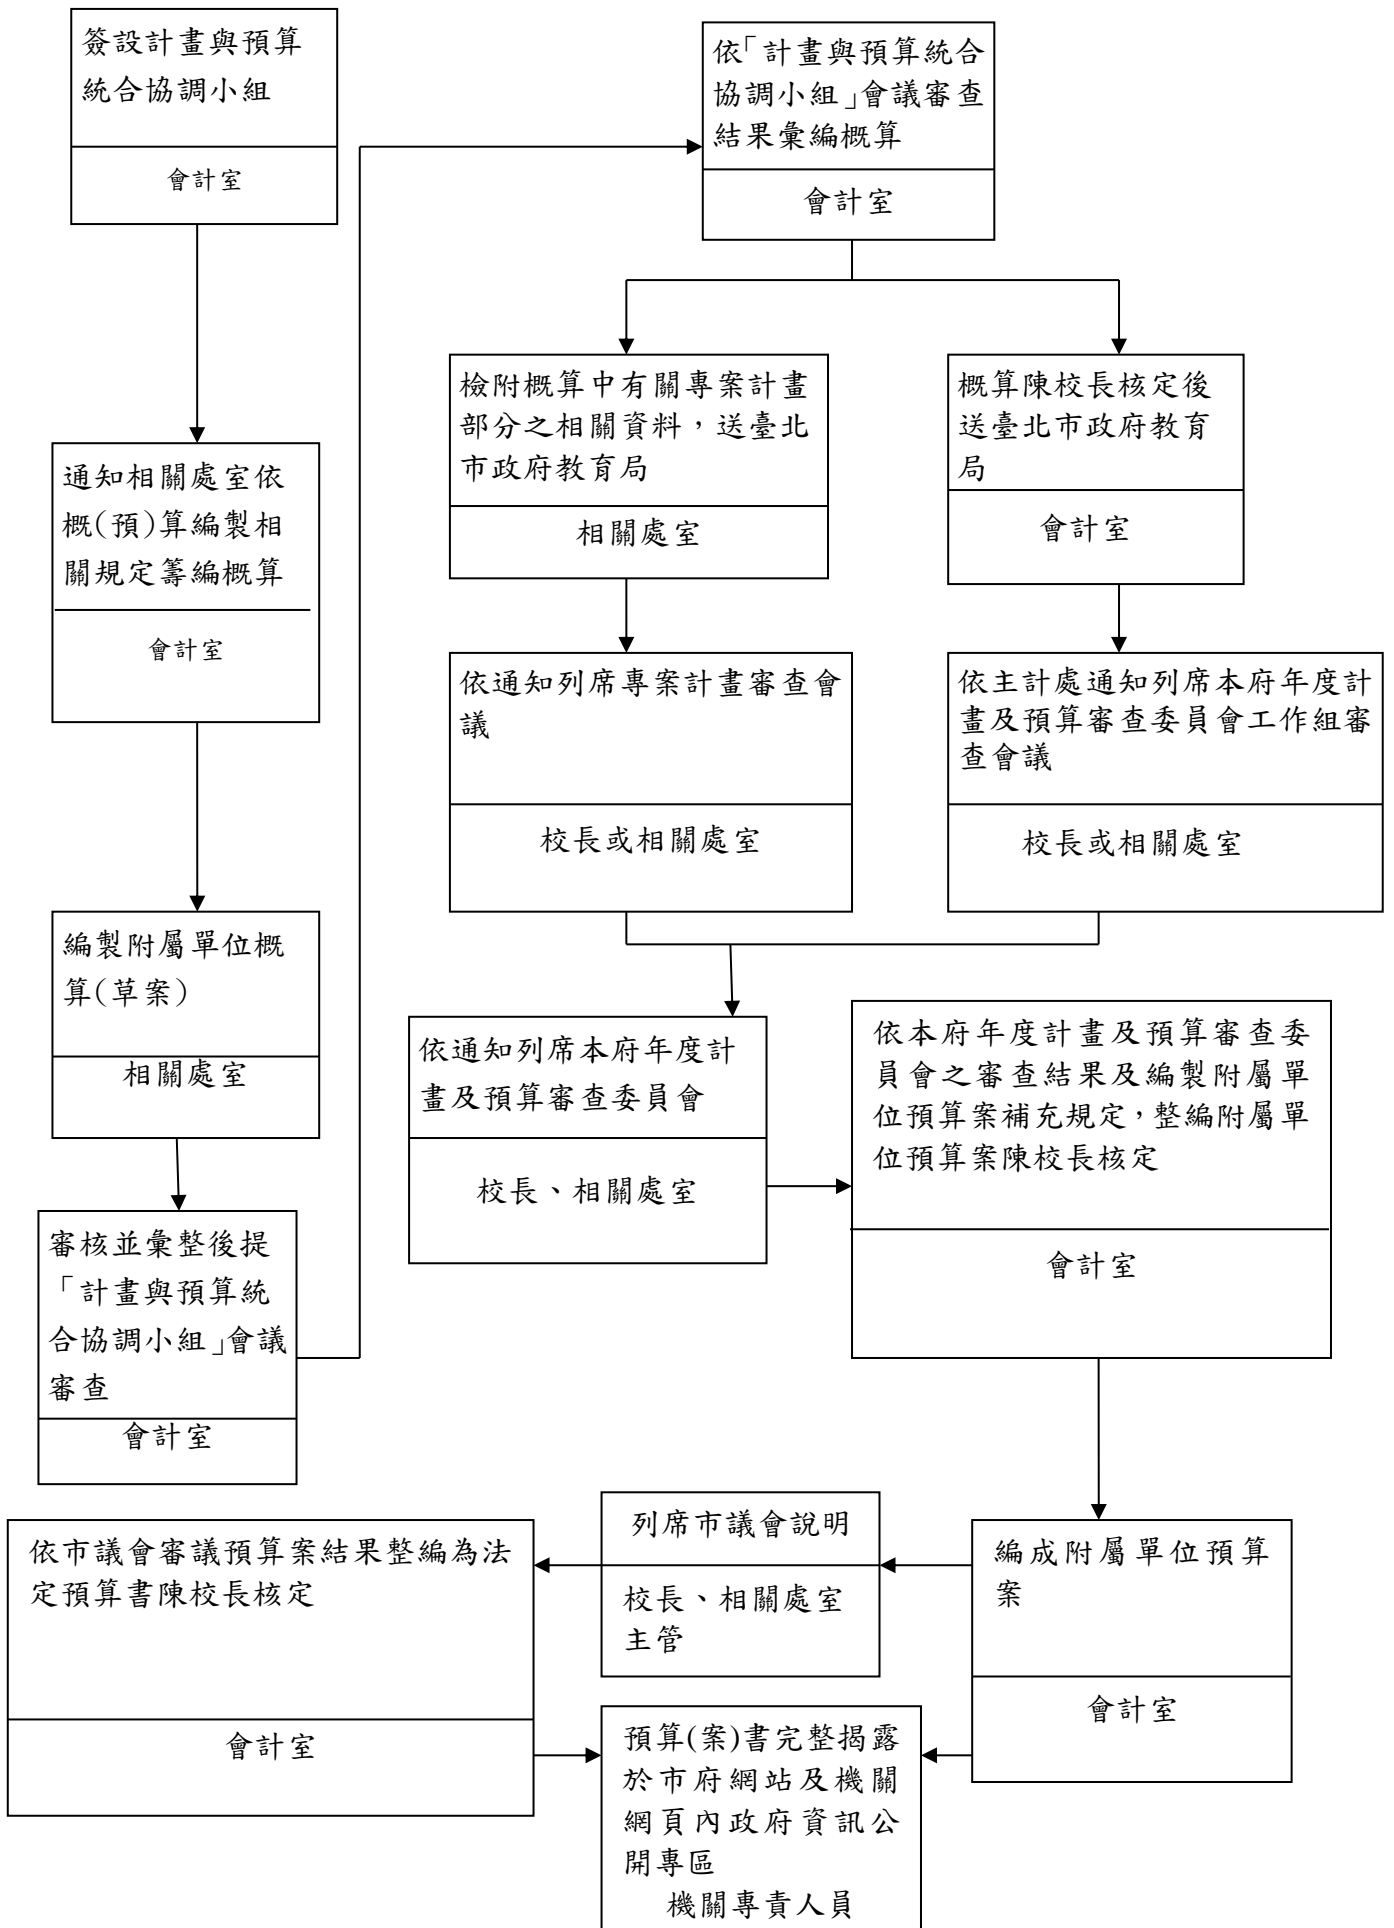 簽設計畫與預算
統合協調小組
會計室
通知相關處室依
概(預)算編製相
關規定籌編概算
會計室
編製附屬單位概
算(草案)
相關處室
審核並彙整後提
「計畫與預算統
合協調小組」會議
審查
會計室
依「計畫與預算統合
協調小組」會議審查
結果彙編概算
會計室
檢附概算中有關專案計畫
部分之相關資料，送臺北
市政府教育局
相關處室
概算陳校長核定後
送臺北市政府教育
局
會計室
依通知列席專案計畫審查會
議
校長或相關處室
依主計處通知列席本府年度計
畫及預算審查委員會工作組審
查會議
校長或相關處室
依通知列席本府年度計
畫及預算審查委員會
校長、相關處室
依本府年度計畫及預算審查委
員會之審查結果及編製附屬單
位預算案補充規定，整編附屬單
位預算案陳校長核定
會計室
編成附屬單位預算
案
會計室
列席市議會說明
校長、相關處室
主管
依市議會審議預算案結果整編為法
定預算書陳校長核定
會計室
預算(案)書完整揭露
於市府網站及機關
網頁內政府資訊公
開專區
機關專責人員